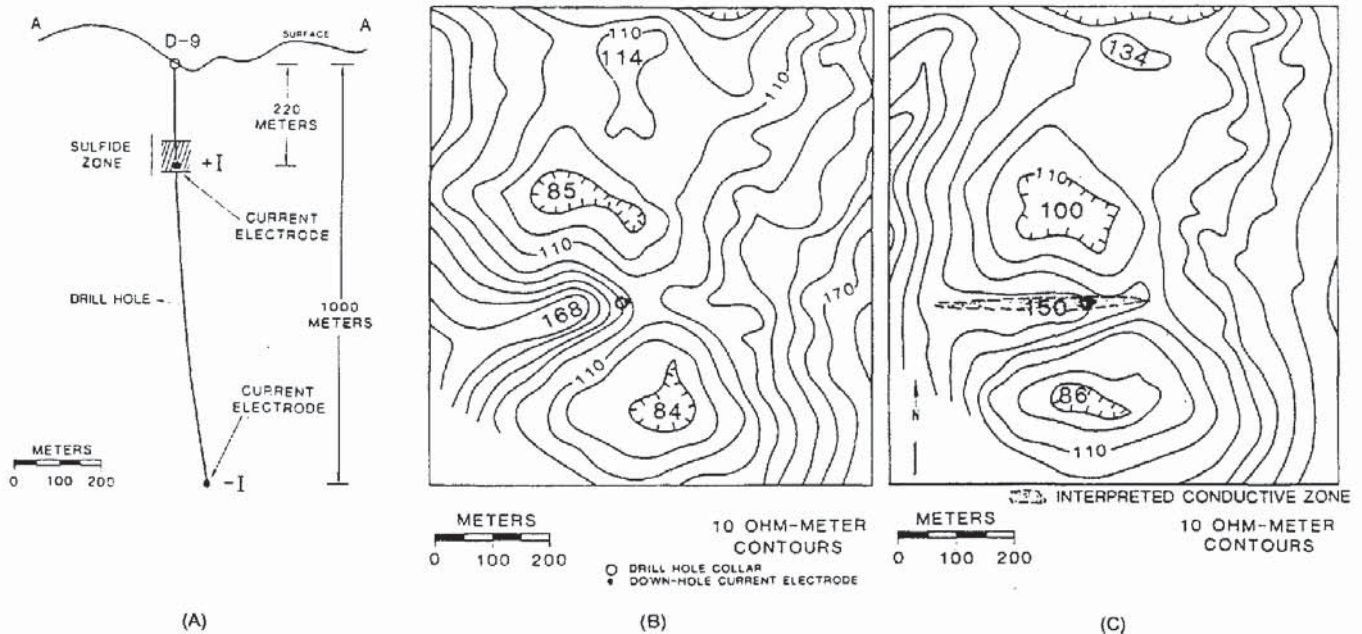 A
A
D-9
SURFACE
220
METERS
SULFIDE
ZONE
+I
CURRENT
ELECTRODE
DRILL HOLE
1000
METERS
CURRENT
ELECTRODE
METERS
0 100 200
-I
(A)
110
114
110
85
110
110
170
168
110
84
METERS
0 100 200
10 OHM-METER
CONTOURS
DRILL HOLE COLLAR
DOWN-HOLE CURRENT ELECTRODE
(B)
134
110
100
150
86
110
N
INTERPRETED CONDUCTIVE ZONE
METERS
0 100 200
10 OHM-METER
CONTOURS
(C)